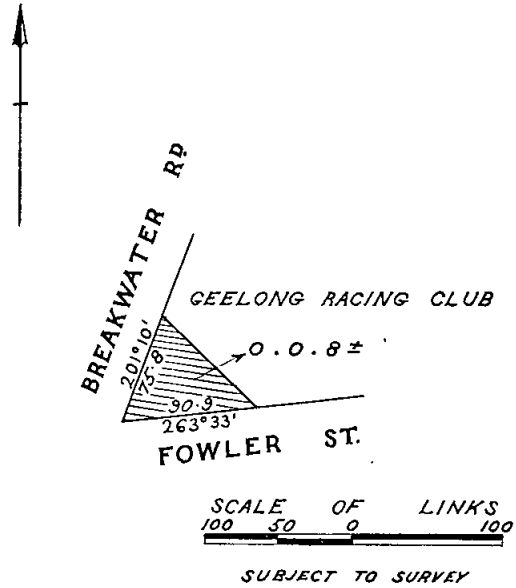 BREAKWATER RD.
GEELONG RACING CLUB
201°10'
75.8
0.0.8±
90.9
263°33'
FOWLER ST.
SCALE OF LINKS
100 50 0 100
SUBJECT TO SURVEY